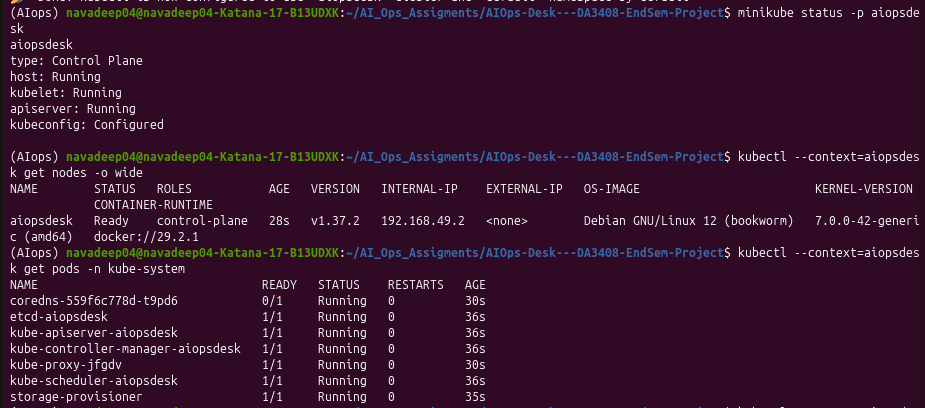 (AIops) navadeep04@navadeep04-Katana-17-B13UDXK:~/AI_Ops_Assigments/AIOps-Desk---DA3408-EndSem-Project$ minikube status -p aiopsde
sk
aiopsdesk
type: Control Plane
host: Running
kubelet: Running
apiserver: Running
kubeconfig: Configured
(AIops) navadeep04@navadeep04-Katana-17-B13UDXK:~/AI_Ops_Assigments/AIOps-Desk---DA3408-EndSem-Project$ kubectl --context=aiopsdes
k get nodes -o wide
NAME STATUS ROLES AGE VERSION INTERNAL-IP EXTERNAL-IP OS-IMAGE KERNEL-VERSION
CONTAINER-RUNTIME
aiopsdesk Ready control-plane 28s v1.37.2 192.168.49.2 <none> Debian GNU/Linux 12 (bookworm) 7.0.0-42-generi
c (amd64) docker://29.2.1
(AIops) navadeep04@navadeep04-Katana-17-B13UDXK:~/AI_Ops_Assigments/AIOps-Desk---DA3408-EndSem-Project$ kubectl --context=aiopsdes
k get pods -n kube-system
NAME READY STATUS RESTARTS AGE
coredns-559f6c778d-t9pd6 0/1 Running 0 30s
etcd-aiopsdesk 1/1 Running 0 36s
kube-apiserver-aiopsdesk 1/1 Running 0 36s
kube-controller-manager-aiopsdesk 1/1 Running 0 36s
kube-proxy-jfgdv 1/1 Running 0 30s
kube-scheduler-aiopsdesk 1/1 Running 0 36s
storage-provisioner 1/1 Running 0 35s